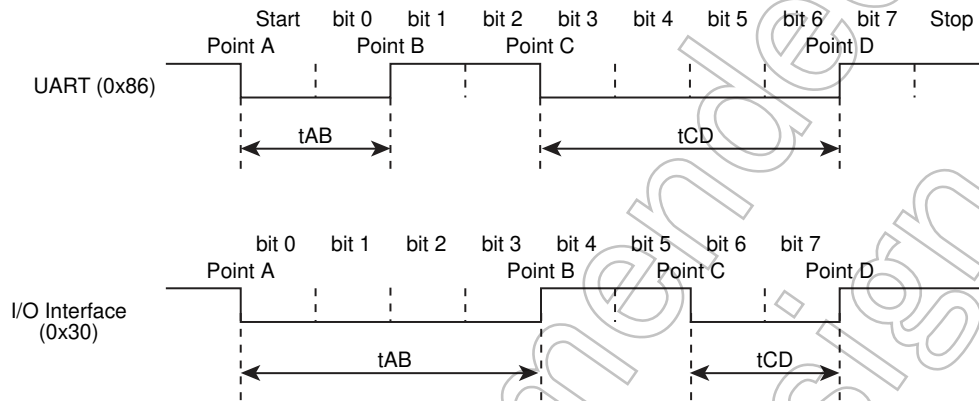 Start bit 0 bit 1 bit 2 bit 3 bit 4 bit 5 bit 6 bit 7 Stop
Point A Point B Point C Point D
UART (0x86)
tAB tCD
bit 0 bit 1 bit 2 bit 3 bit 4 bit 5 bit 6 bit 7
Point A Point B Point C Point D
I/O Interface
(0x30)
tAB tCD